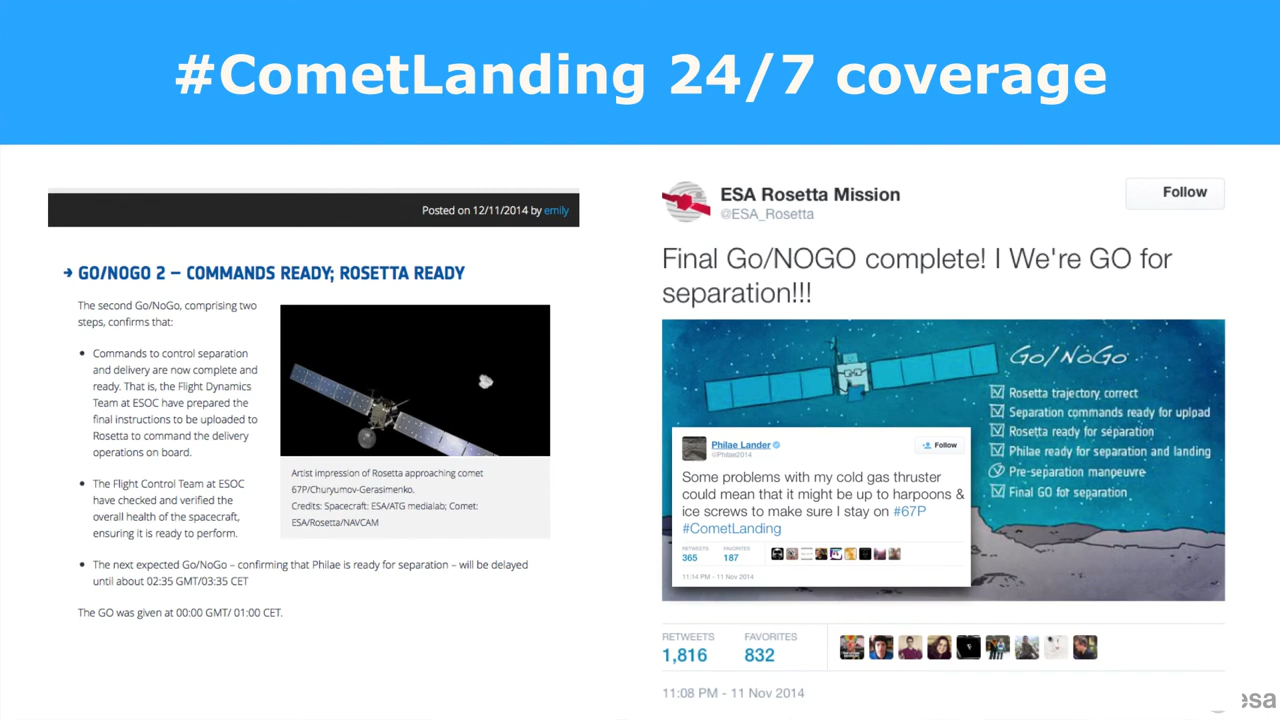 #CometLanding 24/7 coverage
Posted on 12/11/2014 by emily
GO/NOGO 2 – COMMANDS READY; ROSETTA READY
The second Go/NoGo, comprising two
steps, confirms that:
Commands to control separation
and delivery are now complete and
ready. That is, the Flight Dynamics
Team at ESOC have prepared the
final instructions to be uploaded to
Rosetta to command the delivery
operations on board.
The Flight Control Team at ESOC
have checked and verified the
overall health of the spacecraft,
ensuring it is ready to perform.
Artist impression of Rosetta approaching comet
67P/Churyumov-Gerasimenko.
Credits: Spacecraft: ESA/ATG medialab; Comet:
ESA/Rosetta/NAVCAM
The next expected Go/NoGo – confirming that Philae is ready for separation – will be delayed
until about 02:35 GMT/03:35 CET
The GO was given at 00:00 GMT/ 01:00 CET.
ESA Rosetta Mission
@ESA_Rosetta
Follow
Final Go/NOGO complete! I We're GO for
separation!!!
Go/NoGo
Rosetta trajectory correct
Separation commands ready for upload
Rosetta ready for separation
Philae ready for separation and landing
Pre-separation manoeuvre
Final GO for separation
Philae Lander
@Philae2014
Follow
Some problems with my cold gas thruster
could mean that it might be up to harpoons &
ice screws to make sure I stay on #67P
#CometLanding
RETWEETS FAVORITES
365 187
11:14 PM - 11 Nov 2014
RETWEETS FAVORITES
1,816 832
11:08 PM - 11 Nov 2014
esa